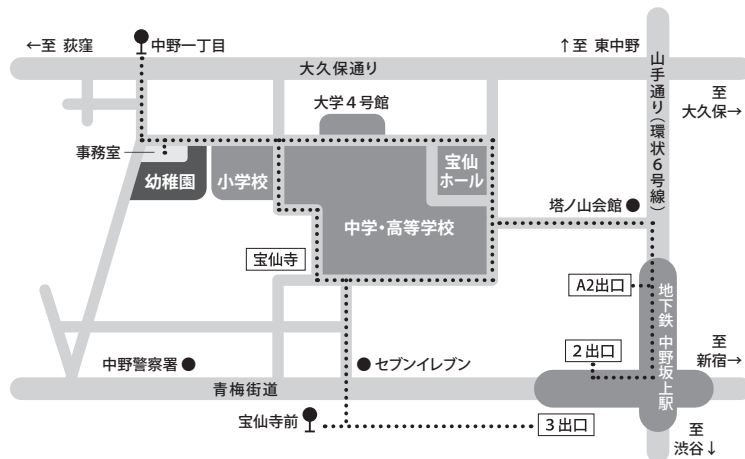 ←至 荻窪
中野一丁目
↑至 東中野
大久保通り
山手通り(環状6号線)
至
大久保→
大学4号館
事務室
幼稚園
小学校
宝仙
ホール
中学・高等学校
塔ノ山会館
宝仙寺
A2出口
地下鉄 中野坂上駅
2出口
至
新宿→
中野警察署
セブンイレブン
青梅街道
宝仙寺前
3出口
至
渋谷↓